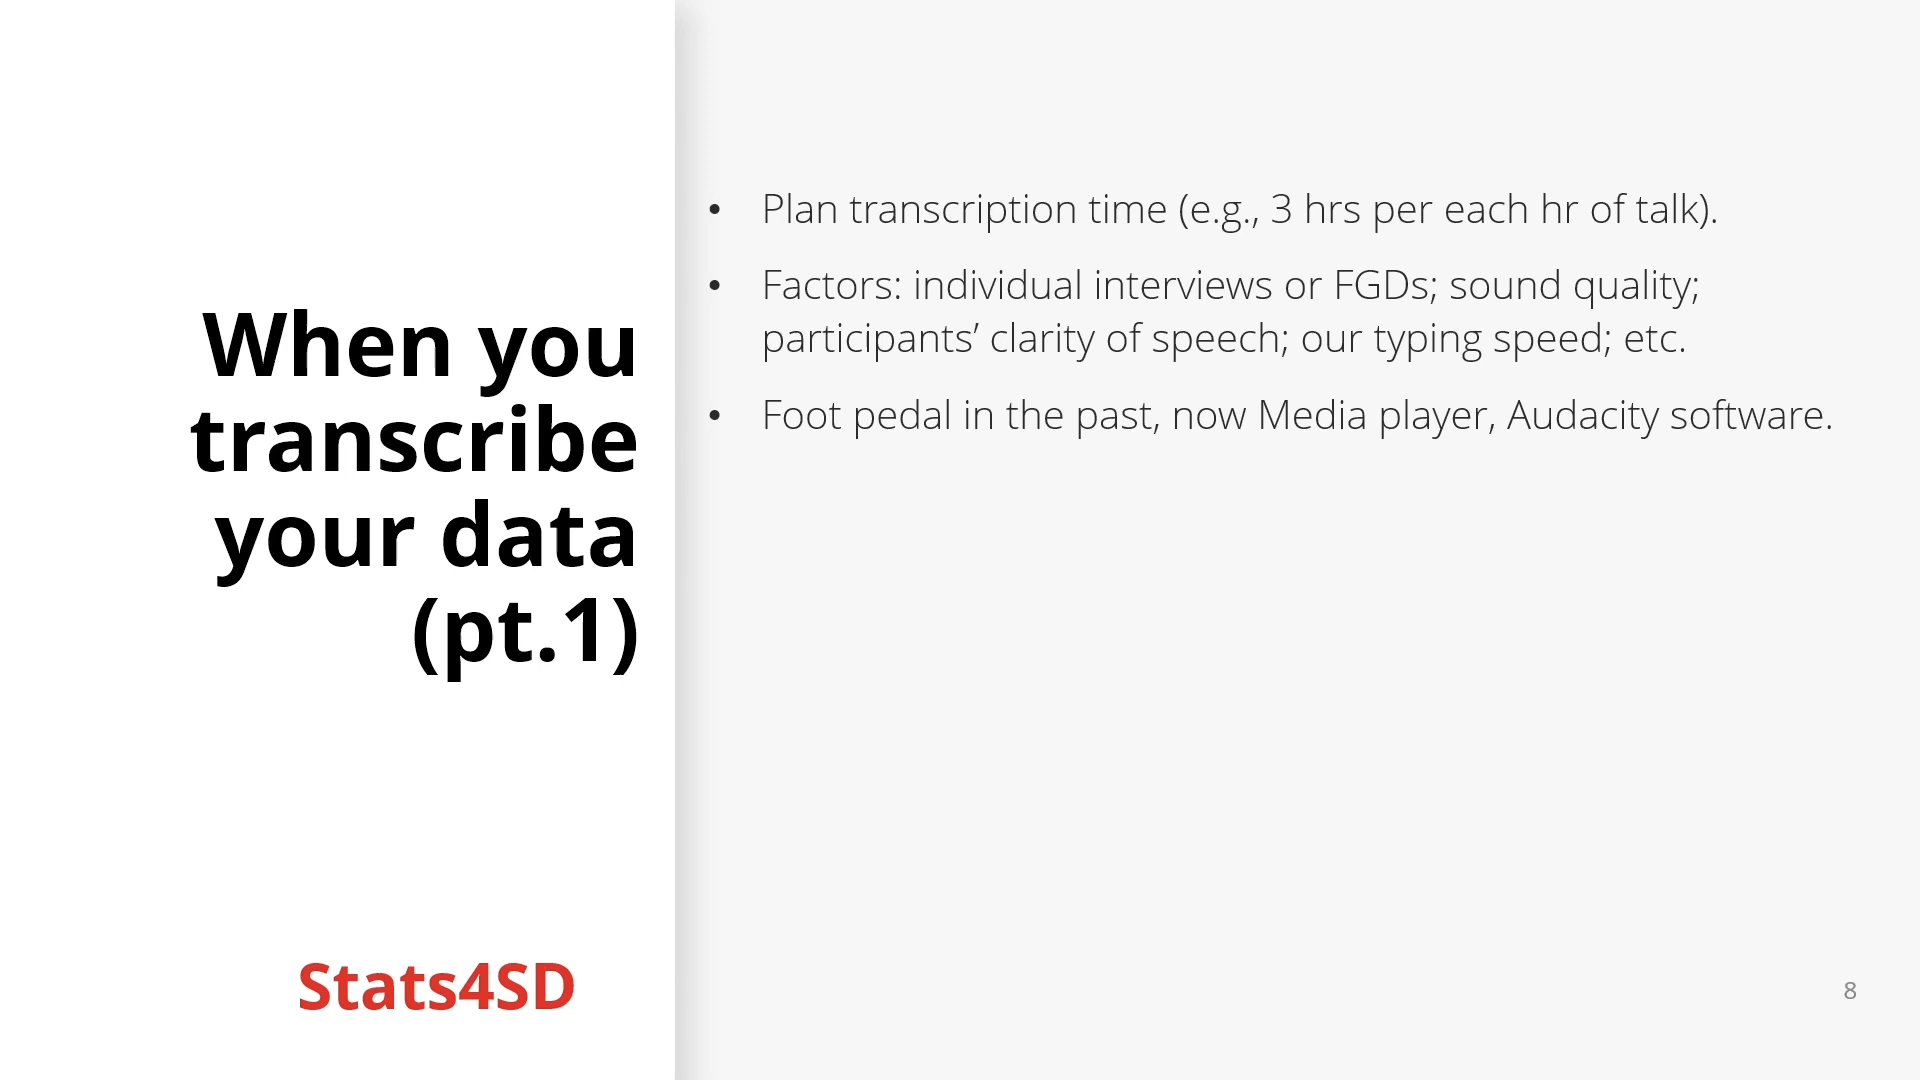 When you
transcribe
your data
(pt.1)
• Plan transcription time (e.g., 3 hrs per each hr of talk).
• Factors: individual interviews or FGDs; sound quality;
participants’ clarity of speech; our typing speed; etc.
• Foot pedal in the past, now Media player, Audacity software.
Stats4SD
8